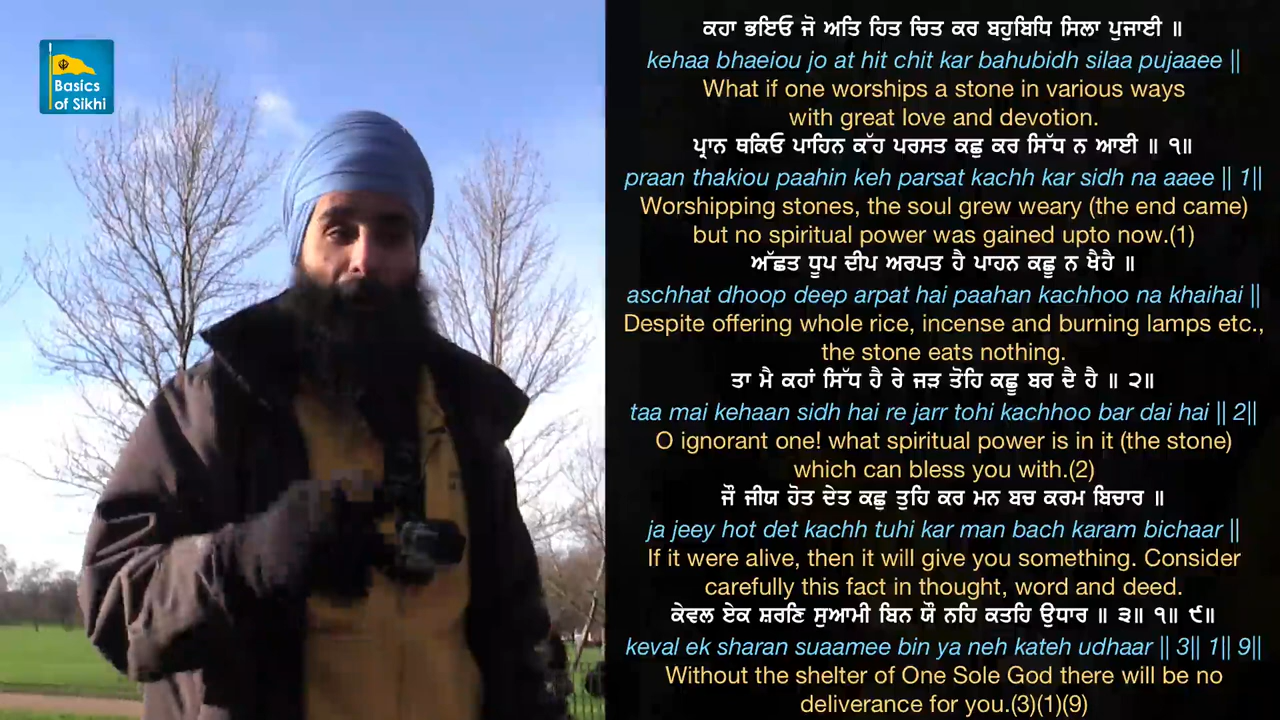 Basics
of Sikhi
ਕਹਾ ਭਇਓ ਜੋ ਅਤਿ ਹਿਤ ਚਿਤ ਕਰ ਬਹੁਬਿਧਿ ਸਿਲਾ ਪੁਜਾਈ ॥
kehaa bhaeiou jo at hit chit kar bahubidh silaa pujaaee ||
What if one worships a stone in various ways
with great love and devotion.
ਪ੍ਰਾਨ ਥਕਿਓ ਪਾਹਿਨ ਕੱਹ ਪਰਸਤ ਕਛੁ ਕਰ ਸਿੱਧ ਨ ਆਈ ॥ ੧॥
praan thakiou paahin keh parsat kachh kar sidh na aaee || 1||
Worshipping stones, the soul grew weary (the end came)
but no spiritual power was gained upto now.(1)
ਅੱਛਤ ਧੂਪ ਦੀਪ ਅਰਪਤ ਹੈ ਪਾਹਨ ਕਛੂ ਨ ਖੈਹੈ ॥
aschhat dhoop deep arpat hai paahan kachhoo na khaihai ||
Despite offering whole rice, incense and burning lamps etc.,
the stone eats nothing.
ਤਾ ਮੈ ਕਹਾਂ ਸਿੱਧ ਹੈ ਰੇ ਜੜ ਤੋਹਿ ਕਛੂ ਬਰ ਦੈ ਹੈ ॥ ੨॥
taa mai kehaan sidh hai re jarr tohi kachhoo bar dai hai || 2||
O ignorant one! what spiritual power is in it (the stone)
which can bless you with.(2)
ਜੌ ਜੀਯ ਹੋਤ ਦੇਤ ਕਛੁ ਤੁਹਿ ਕਰ ਮਨ ਬਚ ਕਰਮ ਬਿਚਾਰ ॥
ja jeey hot det kachh tuhi kar man bach karam bichaar ||
If it were alive, then it will give you something. Consider
carefully this fact in thought, word and deed.
ਕੇਵਲ ਏਕ ਸ਼ਰਣਿ ਸੁਆਮੀ ਬਿਨ ਯੌ ਨਹਿ ਕਤਹਿ ਉਧਾਰ ॥ ੩॥ ੧॥ ੯॥
keval ek sharan suaamee bin ya neh kateh udhaar || 3|| 1|| 9||
Without the shelter of One Sole God there will be no
deliverance for you.(3)(1)(9)